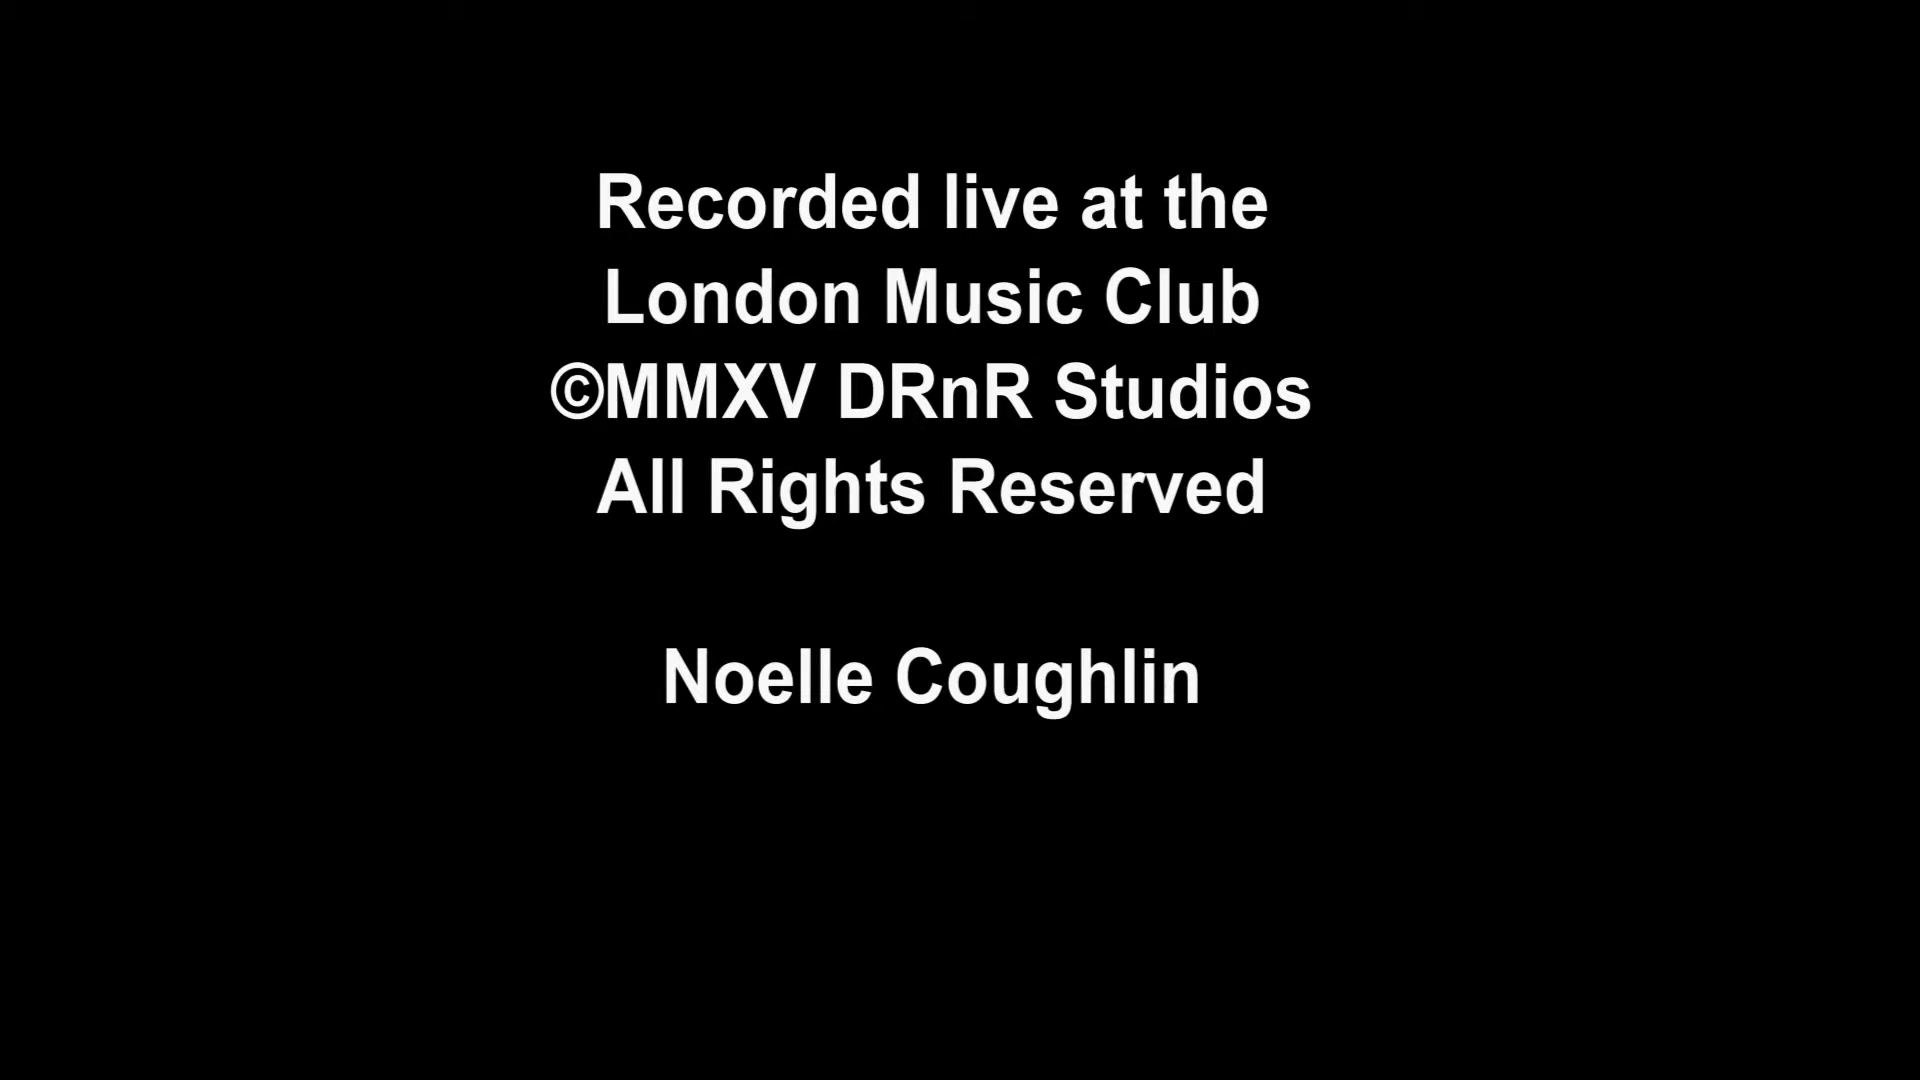 Recorded live at the
London Music Club
©MMXV DRnR Studios
All Rights Reserved
Noelle Coughlin